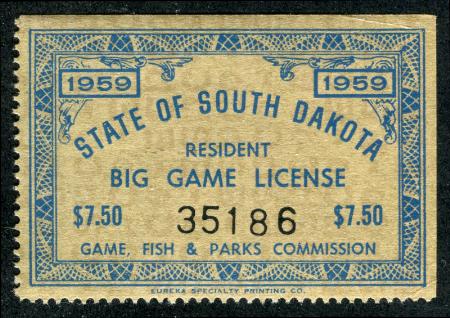 1959 1959
STATE OF SOUTH DAKOTA
RESIDENT
BIG GAME LICENSE
$7.50 35186 $7.50
GAME, FISH & PARKS COMMISSION
EUREKA SPECIALTY PRINTING CO.